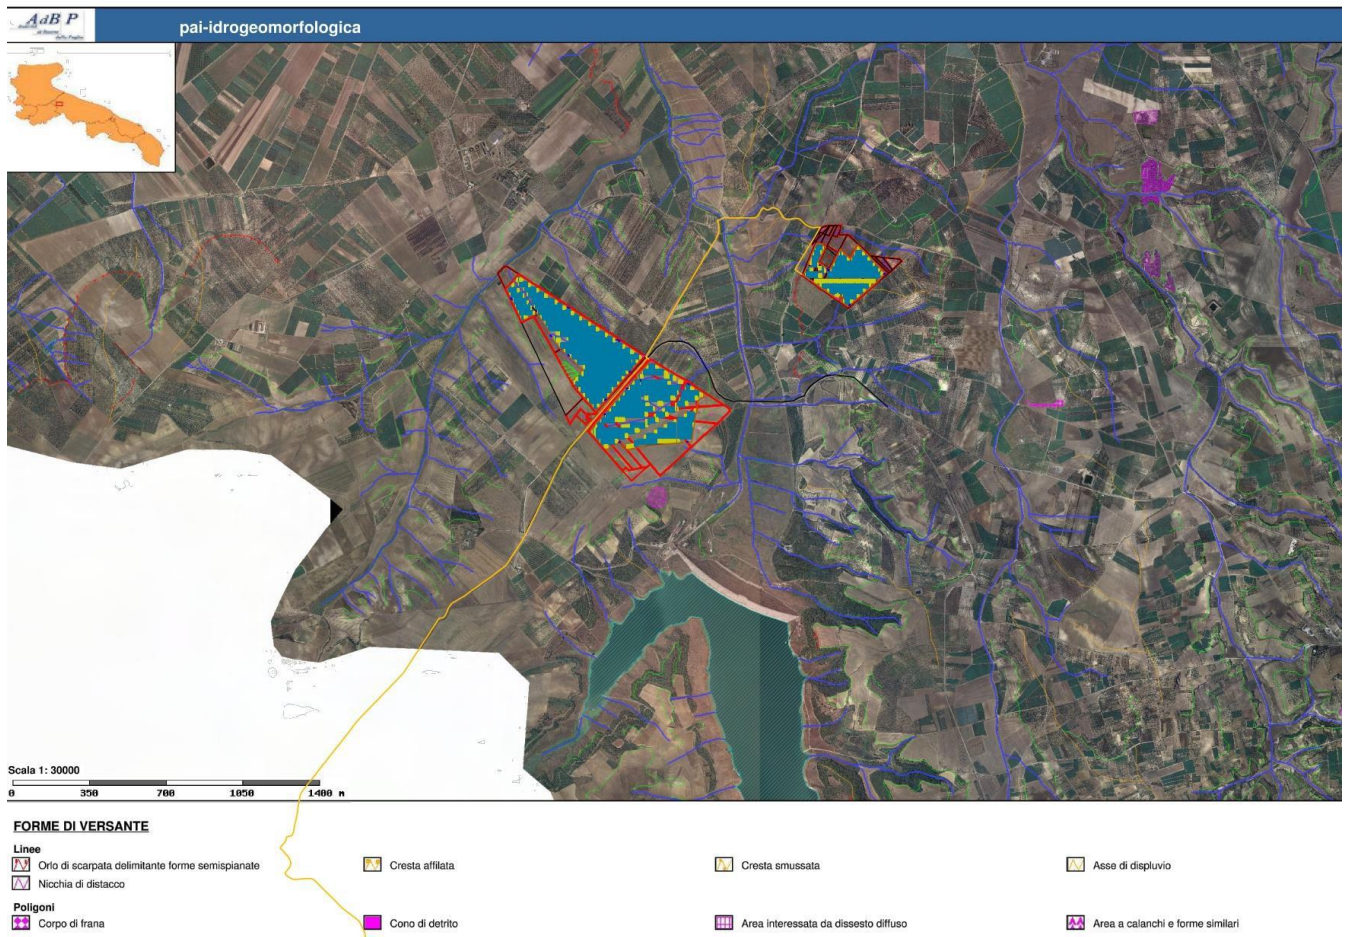 AdB P
pai-idrogeomorfologica
Scala 1: 30000
0 350 700 1050 1400 m
FORME DI VERSANTE
Linee
Orlo di scarpata delimitante forme semispianate
Cresta affilata
Cresta smussata
Asse di displuvio
Nicchia di distacco
Poligoni
Corpo di frana
Cono di detrito
Area interessata da dissesto diffuso
Area a calanchi e forme similari